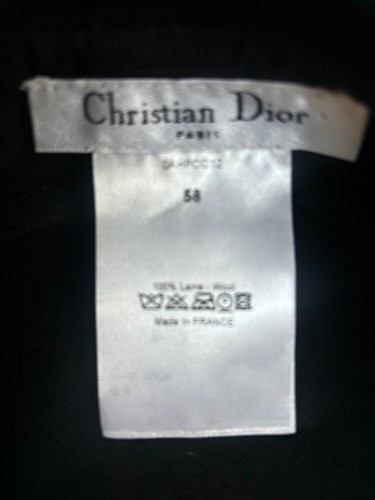 Christian Dior
PARIS
58
100% Laine - Wool
Made in FRANCE